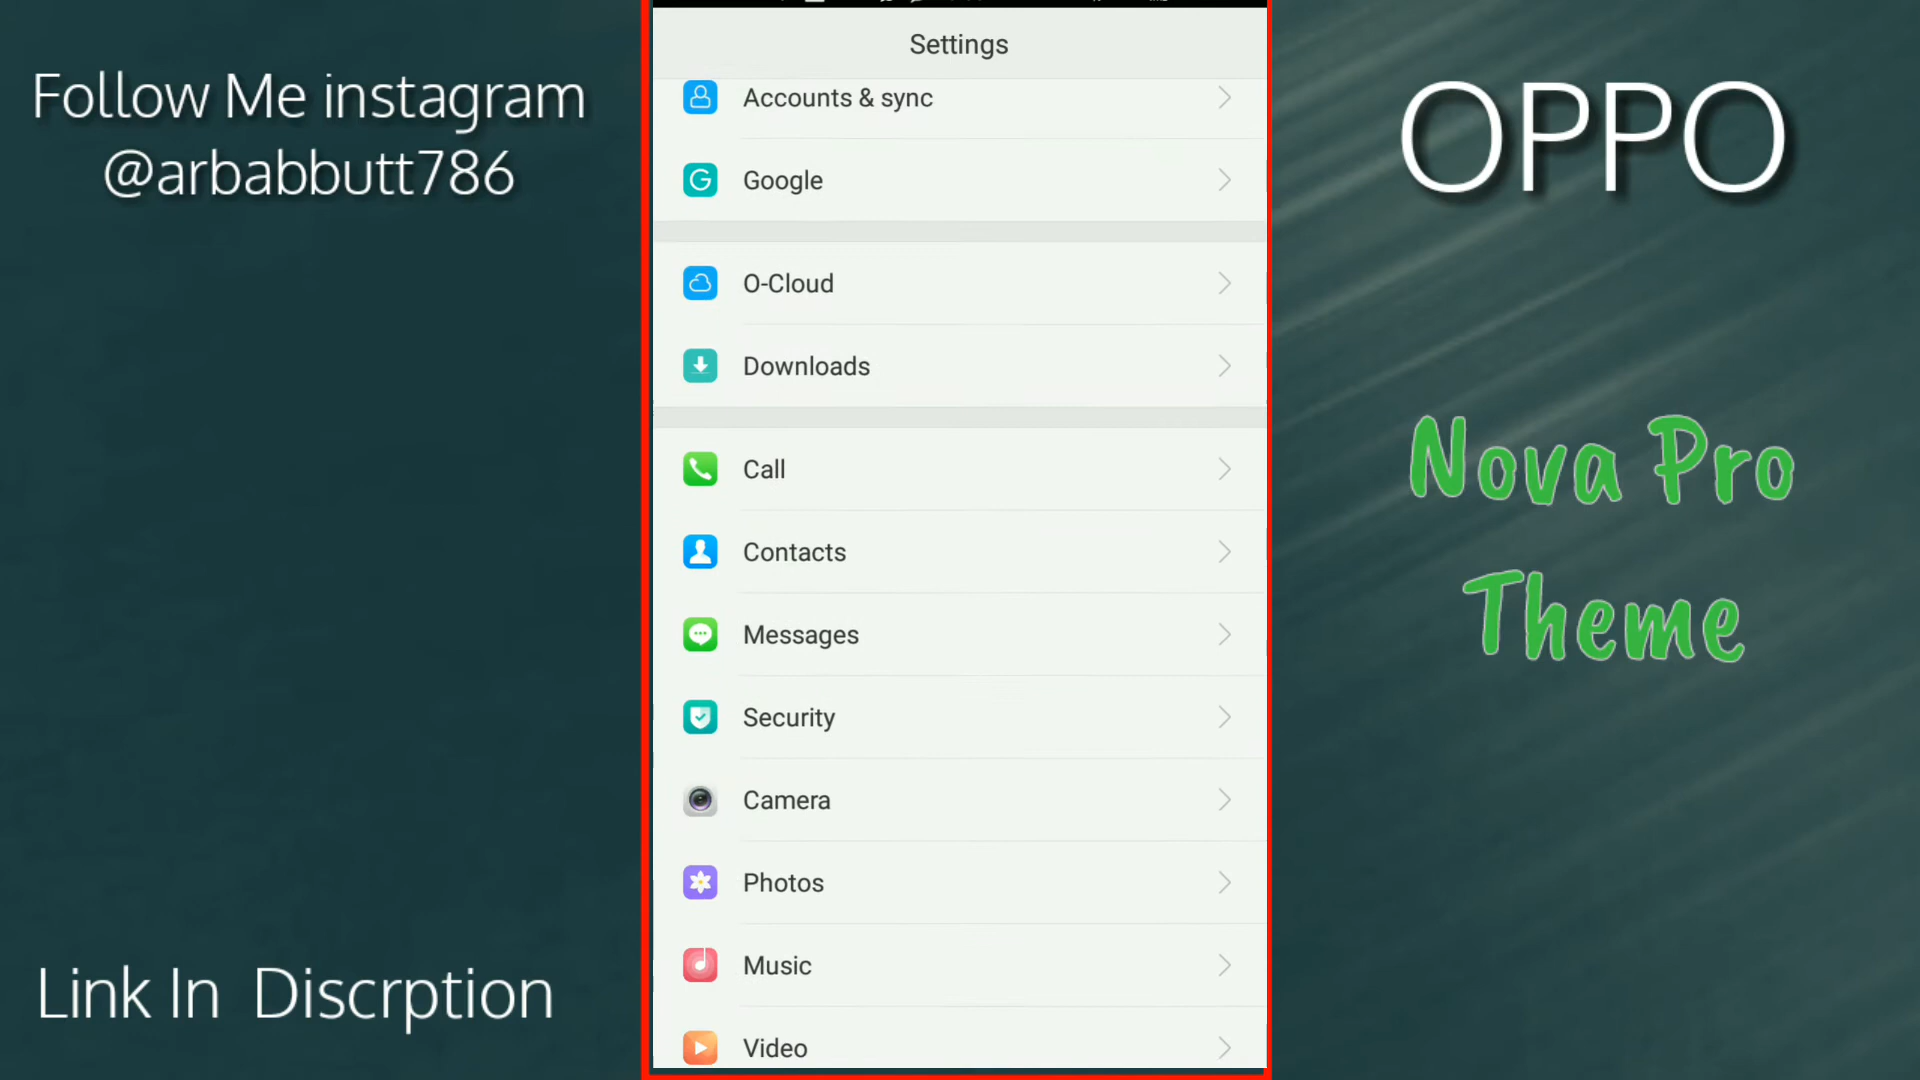 Follow Me instagram
@arbabbutt786
Link In Discrption
Settings
Accounts & sync
Google
O-Cloud
Downloads
Call
Contacts
Messages
Security
Camera
Photos
Music
Video
OPPO
Nova Pro
Theme